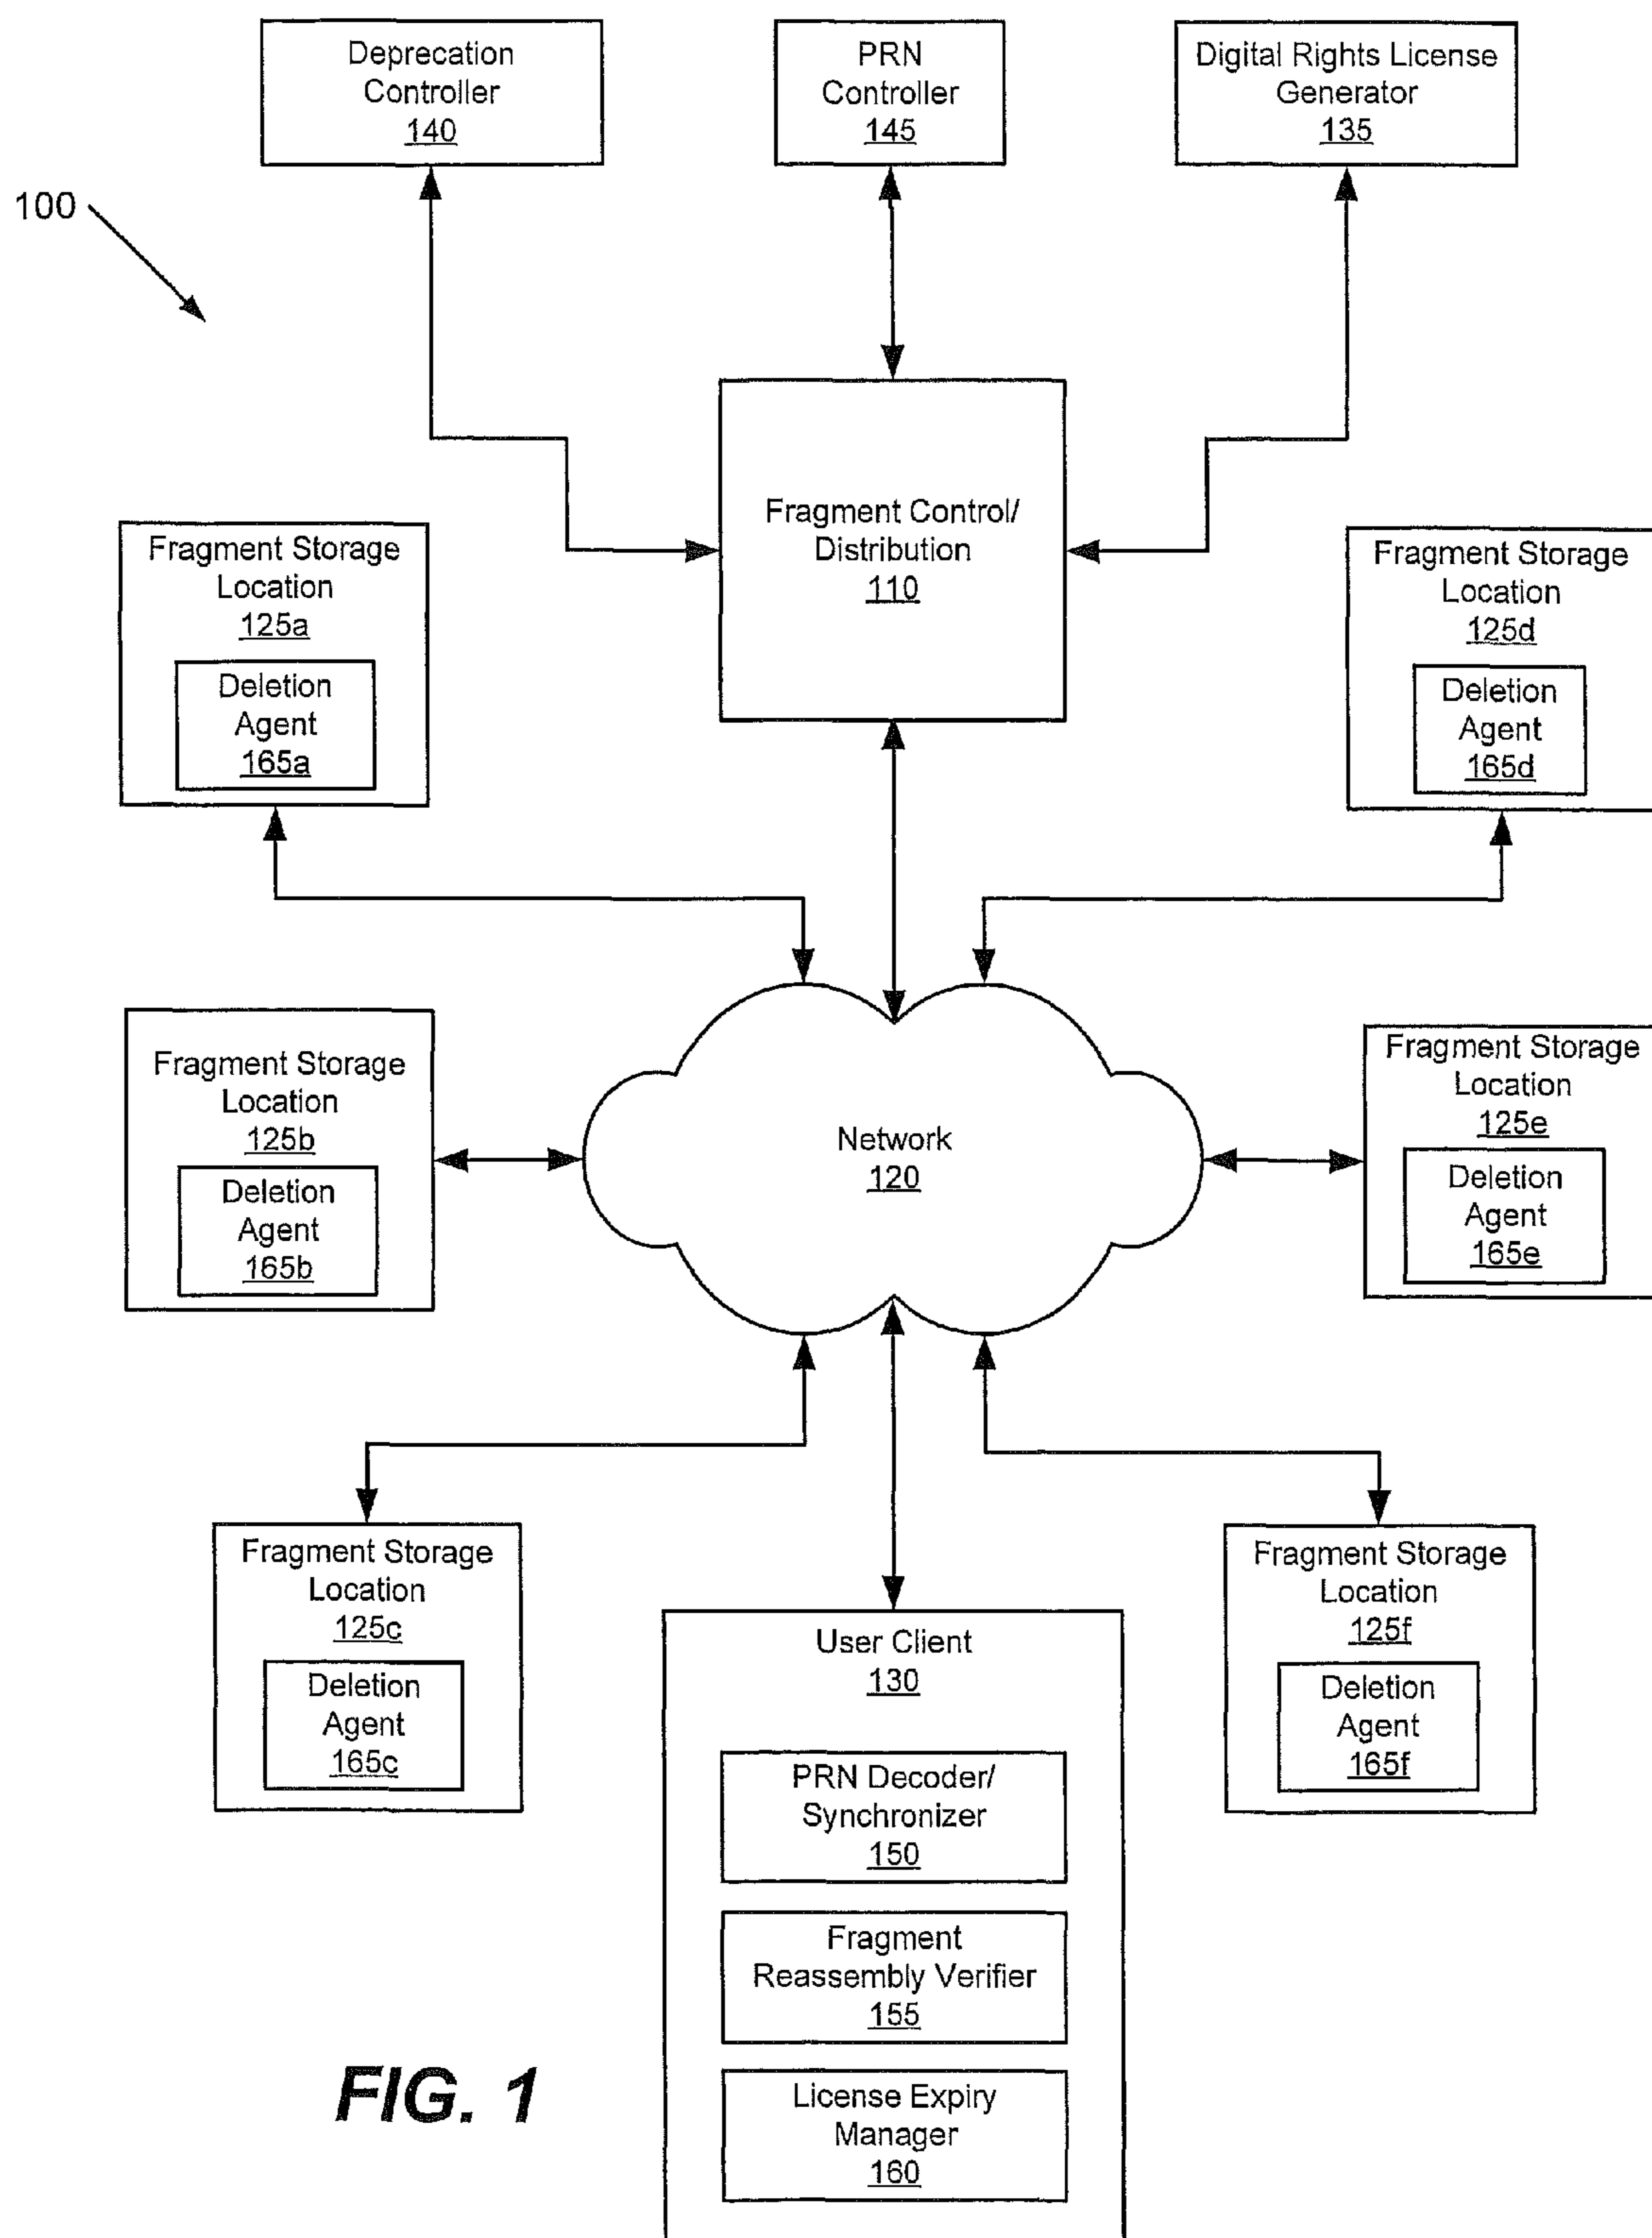 Deprecation
Controller
140
PRN
Controller
145
Digital Rights License
Generator
135
100
Fragment Control/
Distribution
110
Fragment Storage
Location
125a
Deletion
Agent
165a
Fragment Storage
Location
125d
Deletion
Agent
165d
Fragment Storage
Location
125b
Deletion
Agent
165b
Network
120
Fragment Storage
Location
125e
Deletion
Agent
165e
Fragment Storage
Location
125c
Deletion
Agent
165c
User Client
130
PRN Decoder/
Synchronizer
150
Fragment
Reassembly Verifier
155
License Expiry
Manager
160
Fragment Storage
Location
125f
Deletion
Agent
165f
FIG. 1